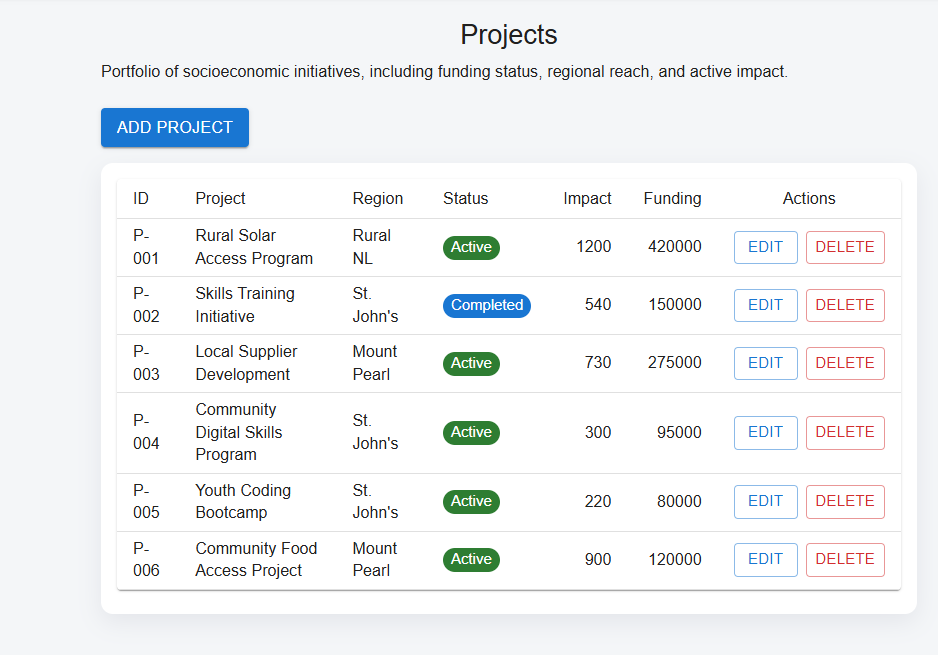 Projects
Portfolio of socioeconomic initiatives, including funding status, regional reach, and active impact.
ADD PROJECT
ID Project Region Status Impact Funding Actions
P- Rural Solar Rural
001 Access Program NL Active 1200 420000 EDIT DELETE
P- Skills Training St.
002 Initiative John's Completed 540 150000 EDIT DELETE
P- Local Supplier Mount
003 Development Pearl Active 730 275000 EDIT DELETE
P- Community St.
004 Digital Skills John's Active 300 95000 EDIT DELETE
Program
P- Youth Coding St.
005 Bootcamp John's Active 220 80000 EDIT DELETE
P- Community Food Mount
006 Access Project Pearl Active 900 120000 EDIT DELETE